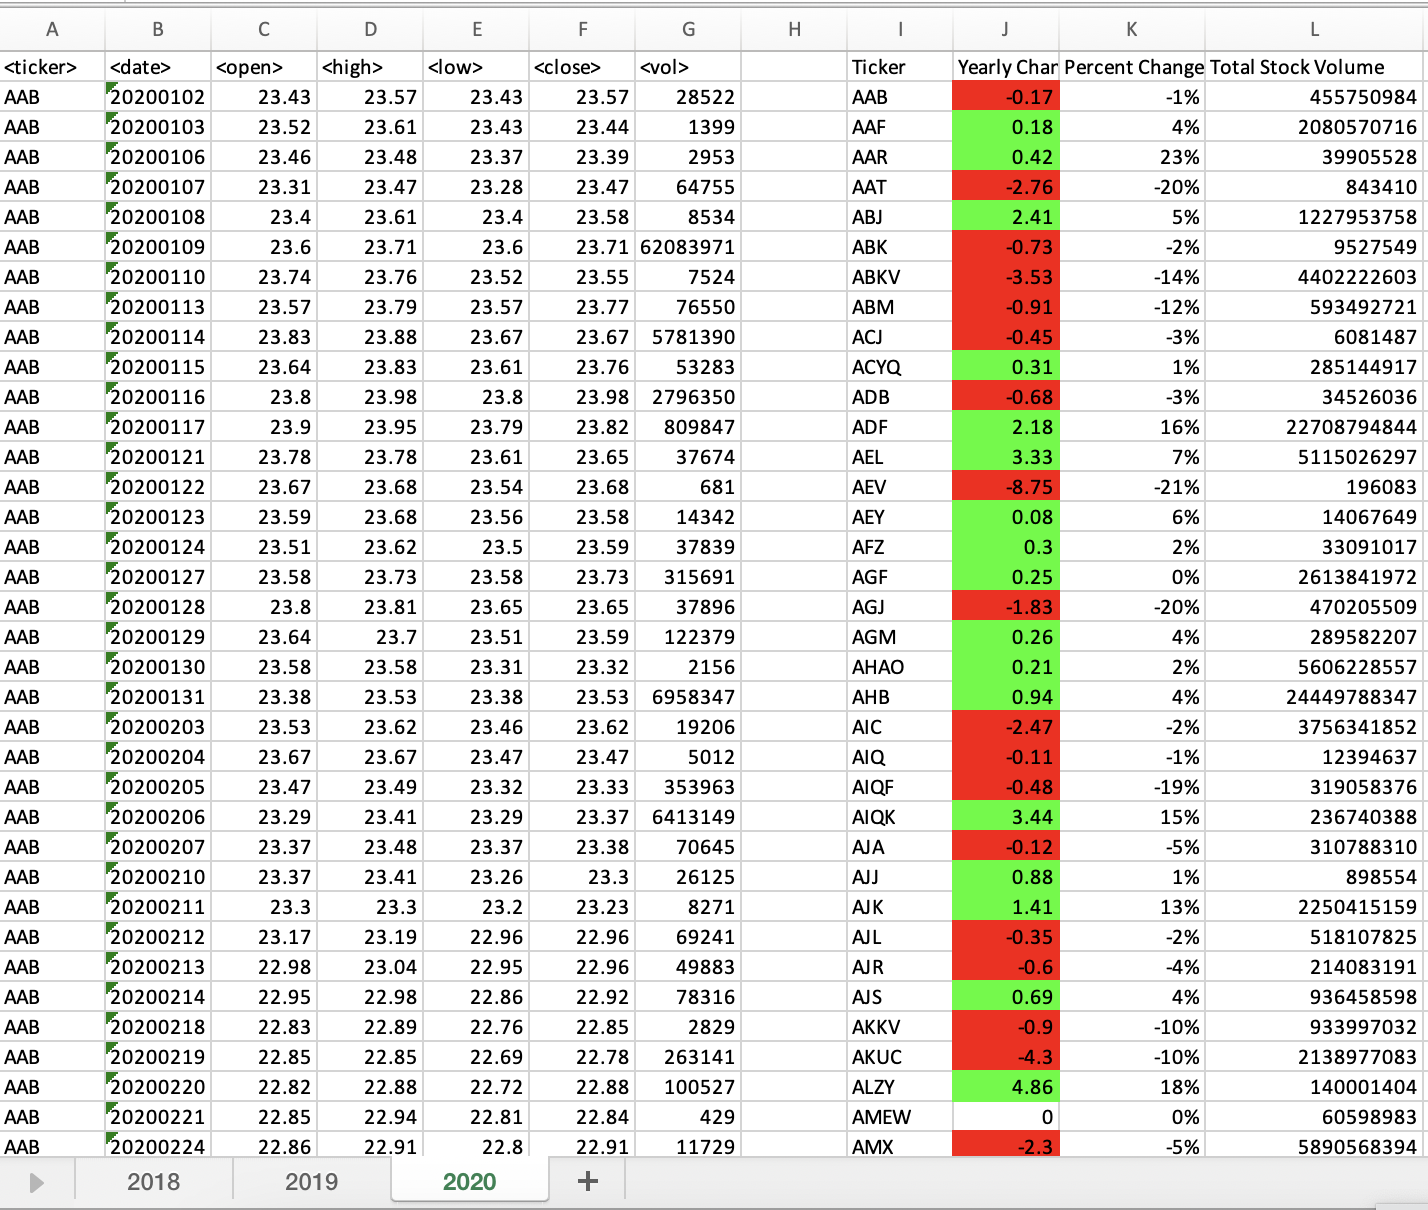 A B C D E F G H I J K L
<ticker> <date> <open> <high> <low> <close> <vol> Ticker Yearly Char Percent Change Total Stock Volume
AAB 20200102 23.43 23.57 23.43 23.57 28522 AAB -0.17 -1% 455750984
AAB 20200103 23.52 23.61 23.43 23.44 1399 AAF 0.18 4% 2080570716
AAB 20200106 23.46 23.48 23.37 23.39 2953 AAR 0.42 23% 39905528
AAB 20200107 23.31 23.47 23.28 23.47 64755 AAT -2.76 -20% 843410
AAB 20200108 23.4 23.61 23.4 23.58 8534 ABJ 2.41 5% 1227953758
AAB 20200109 23.6 23.71 23.6 23.71 62083971 ABK -0.73 -2% 9527549
AAB 20200110 23.74 23.76 23.52 23.55 7524 ABKV -3.53 -14% 4402222603
AAB 20200113 23.57 23.79 23.57 23.77 76550 ABM -0.91 -12% 593492721
AAB 20200114 23.83 23.88 23.67 23.67 5781390 ACJ -0.45 -3% 6081487
AAB 20200115 23.64 23.83 23.61 23.76 53283 ACYQ 0.31 1% 285144917
AAB 20200116 23.8 23.98 23.8 23.98 2796350 ADB -0.68 -3% 34526036
AAB 20200117 23.9 23.95 23.79 23.82 809847 ADF 2.18 16% 22708794844
AAB 20200121 23.78 23.78 23.61 23.65 37674 AEL 3.33 7% 5115026297
AAB 20200122 23.67 23.68 23.54 23.68 681 AEV -8.75 -21% 196083
AAB 20200123 23.59 23.68 23.56 23.58 14342 AEY 0.08 6% 14067649
AAB 20200124 23.51 23.62 23.5 23.59 37839 AFZ 0.3 2% 33091017
AAB 20200127 23.58 23.73 23.58 23.73 315691 AGF 0.25 0% 2613841972
AAB 20200128 23.8 23.81 23.65 23.65 37896 AGJ -1.83 -20% 470205509
AAB 20200129 23.64 23.7 23.51 23.59 122379 AGM 0.26 4% 289582207
AAB 20200130 23.58 23.58 23.31 23.32 2156 AHAO 0.21 2% 5606228557
AAB 20200131 23.38 23.53 23.38 23.53 6958347 AHB 0.94 4% 24449788347
AAB 20200203 23.53 23.62 23.46 23.62 19206 AIC -2.47 -2% 3756341852
AAB 20200204 23.67 23.67 23.47 23.47 5012 AIQ -0.11 -1% 12394637
AAB 20200205 23.47 23.49 23.32 23.33 353963 AIQF -0.48 -19% 319058376
AAB 20200206 23.29 23.41 23.29 23.37 6413149 AIQK 3.44 15% 236740388
AAB 20200207 23.37 23.48 23.37 23.38 70645 AJA -0.12 -5% 310788310
AAB 20200210 23.37 23.41 23.26 23.3 26125 AJJ 0.88 1% 898554
AAB 20200211 23.3 23.3 23.2 23.23 8271 AJK 1.41 13% 2250415159
AAB 20200212 23.17 23.19 22.96 22.96 69241 AJL -0.35 -2% 518107825
AAB 20200213 22.98 23.04 22.95 22.96 49883 AJR -0.6 -4% 214083191
AAB 20200214 22.95 22.98 22.86 22.92 78316 AJS 0.69 4% 936458598
AAB 20200218 22.83 22.89 22.76 22.85 2829 AKKV -0.9 -10% 933997032
AAB 20200219 22.85 22.85 22.69 22.78 263141 AKUC -4.3 -10% 2138977083
AAB 20200220 22.82 22.88 22.72 22.88 100527 ALZY 4.86 18% 140001404
AAB 20200221 22.85 22.94 22.81 22.84 429 AMEW 0 0% 60598983
AAB 20200224 22.86 22.91 22.8 22.91 11729 AMX -2.3 -5% 5890568394
2018 2019 2020 +